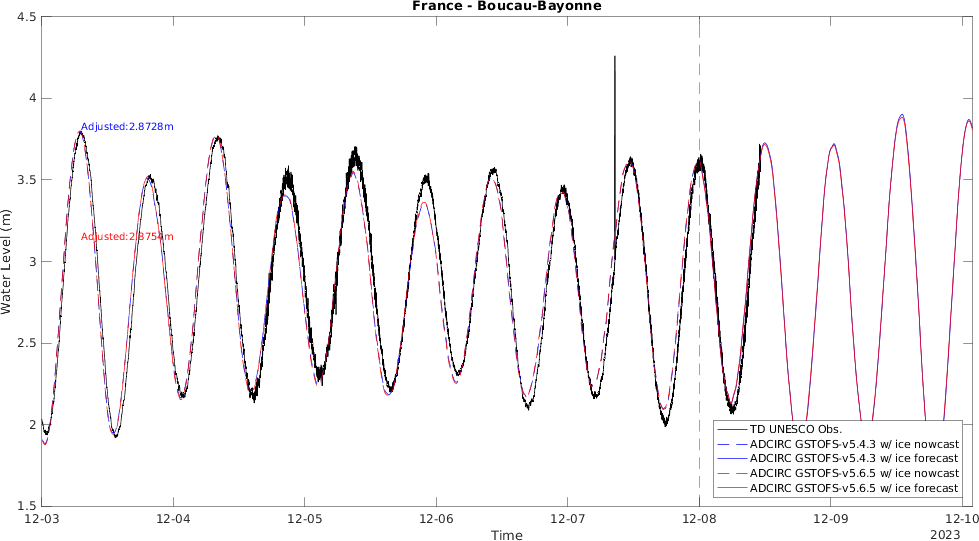 France - Boucau-Bayonne
4.5
4
3.5
3
2.5
2
1.5
Water Level (m)
Adjusted:2.8728m
Adjusted:2.8754m
TD UNESCO Obs.
ADCIRC GSTOFS-v5.4.3 w/ ice nowcast
ADCIRC GSTOFS-v5.4.3 w/ ice forecast
ADCIRC GSTOFS-v5.6.5 w/ ice nowcast
ADCIRC GSTOFS-v5.6.5 w/ ice forecast
12-03 12-04 12-05 12-06 12-07 12-08 12-09 12-10
Time
2023